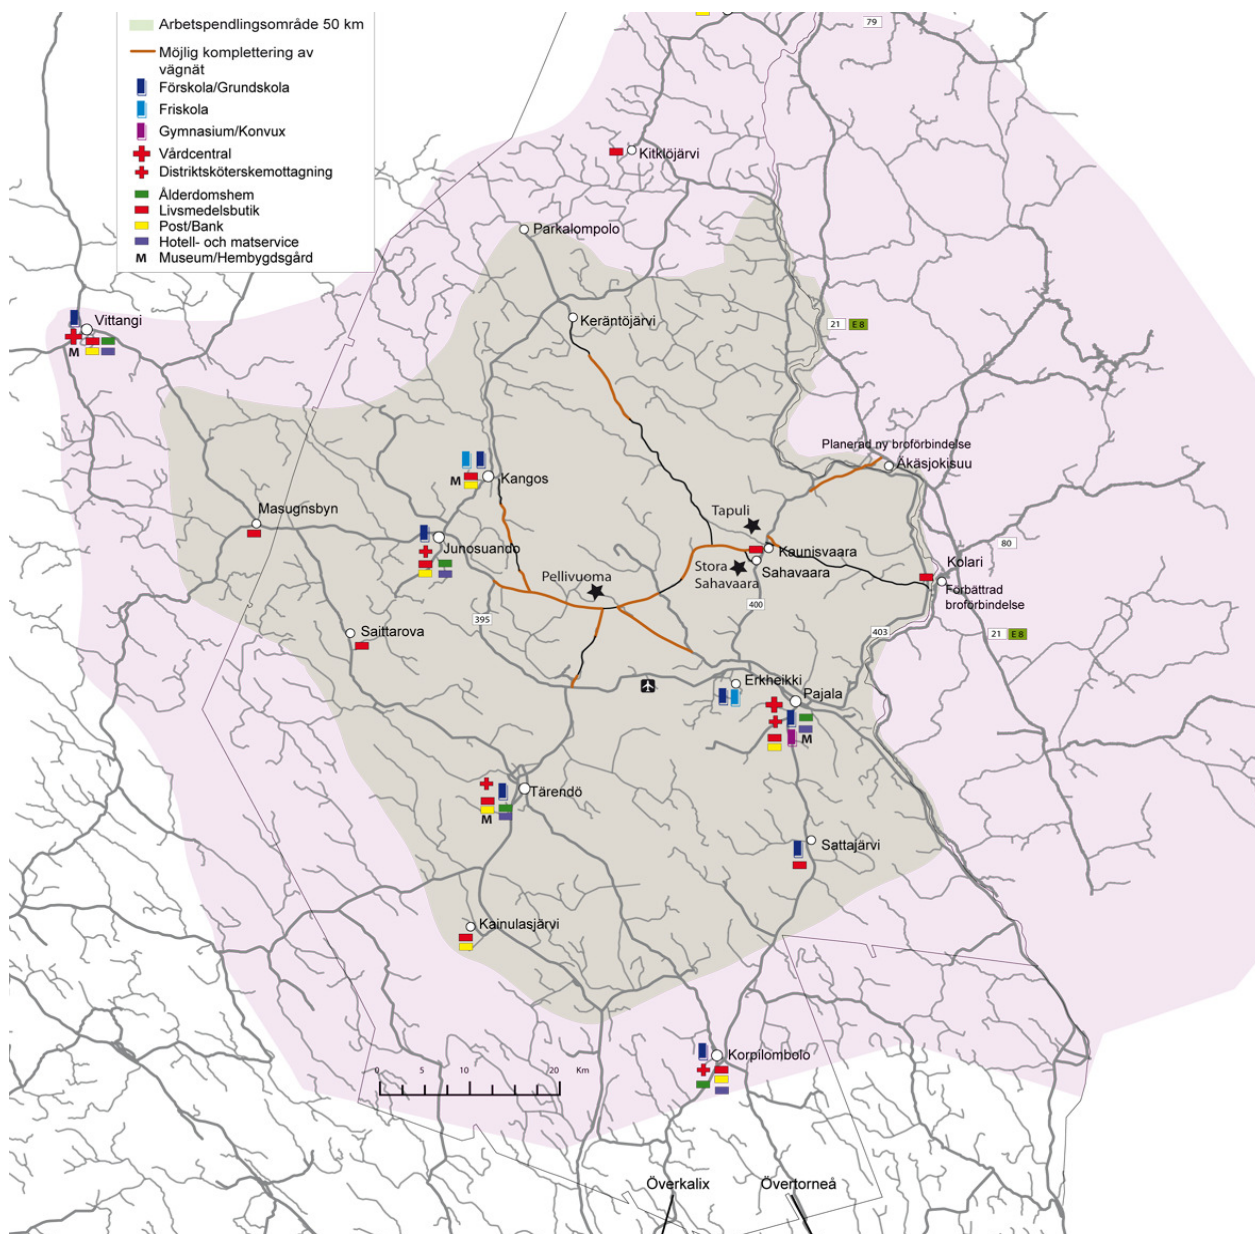 Arbetspendlingsområde 50 km
Möjlig komplettering av
vägnät
Förskola/Grundskola
Friskola
Gymnasium/Konvux
Vårdcentral
Distriktsköterskemottagning
Ålderdomshem
Livsmedelsbutik
Post/Bank
Hotell- och matservice
M Museum/Hembygdsgård
79
Kitklöjärvi
Parkalompolo
Keräntöjärvi
Vittangi
M
21 E8
Planerad ny broförbindelse
Äkäsjokisuu
Kangos
M
Masugnsbyn
Junosuando
Tapuli
Kaunisvaara
Stora
Sahavaara
Sahavaara
80
Kolari
Förbättrad
broförbindelse
Pellivuoma
400
395
403
21 E8
Saittarova
Erkheikki
Pajala
M
Tärendö
M
Sattajärvi
Kainulasjärvi
Korpilombolo
0 5 10 20 Km
Överkalix
Övertorneå